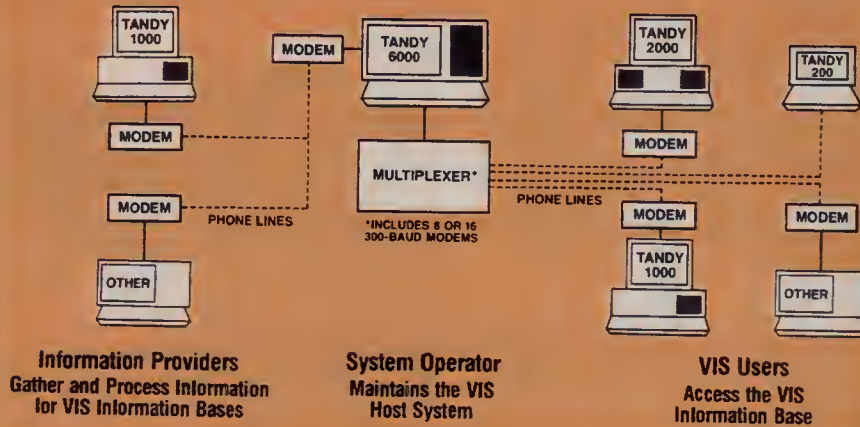 TANDY
1000
MODEM
MODEM
OTHER
PHONE LINES
MODEM
TANDY
6000
MULTIPLEXER*
*INCLUDES 8 OR 16
300-BAUD MODEMS
PHONE LINES
TANDY
2000
MODEM
TANDY
200
MODEM
TANDY
1000
MODEM
OTHER
Information Providers
Gather and Process Information
for VIS Information Bases
System Operator
Maintains the VIS
Host System
VIS Users
Access the VIS
Information Base